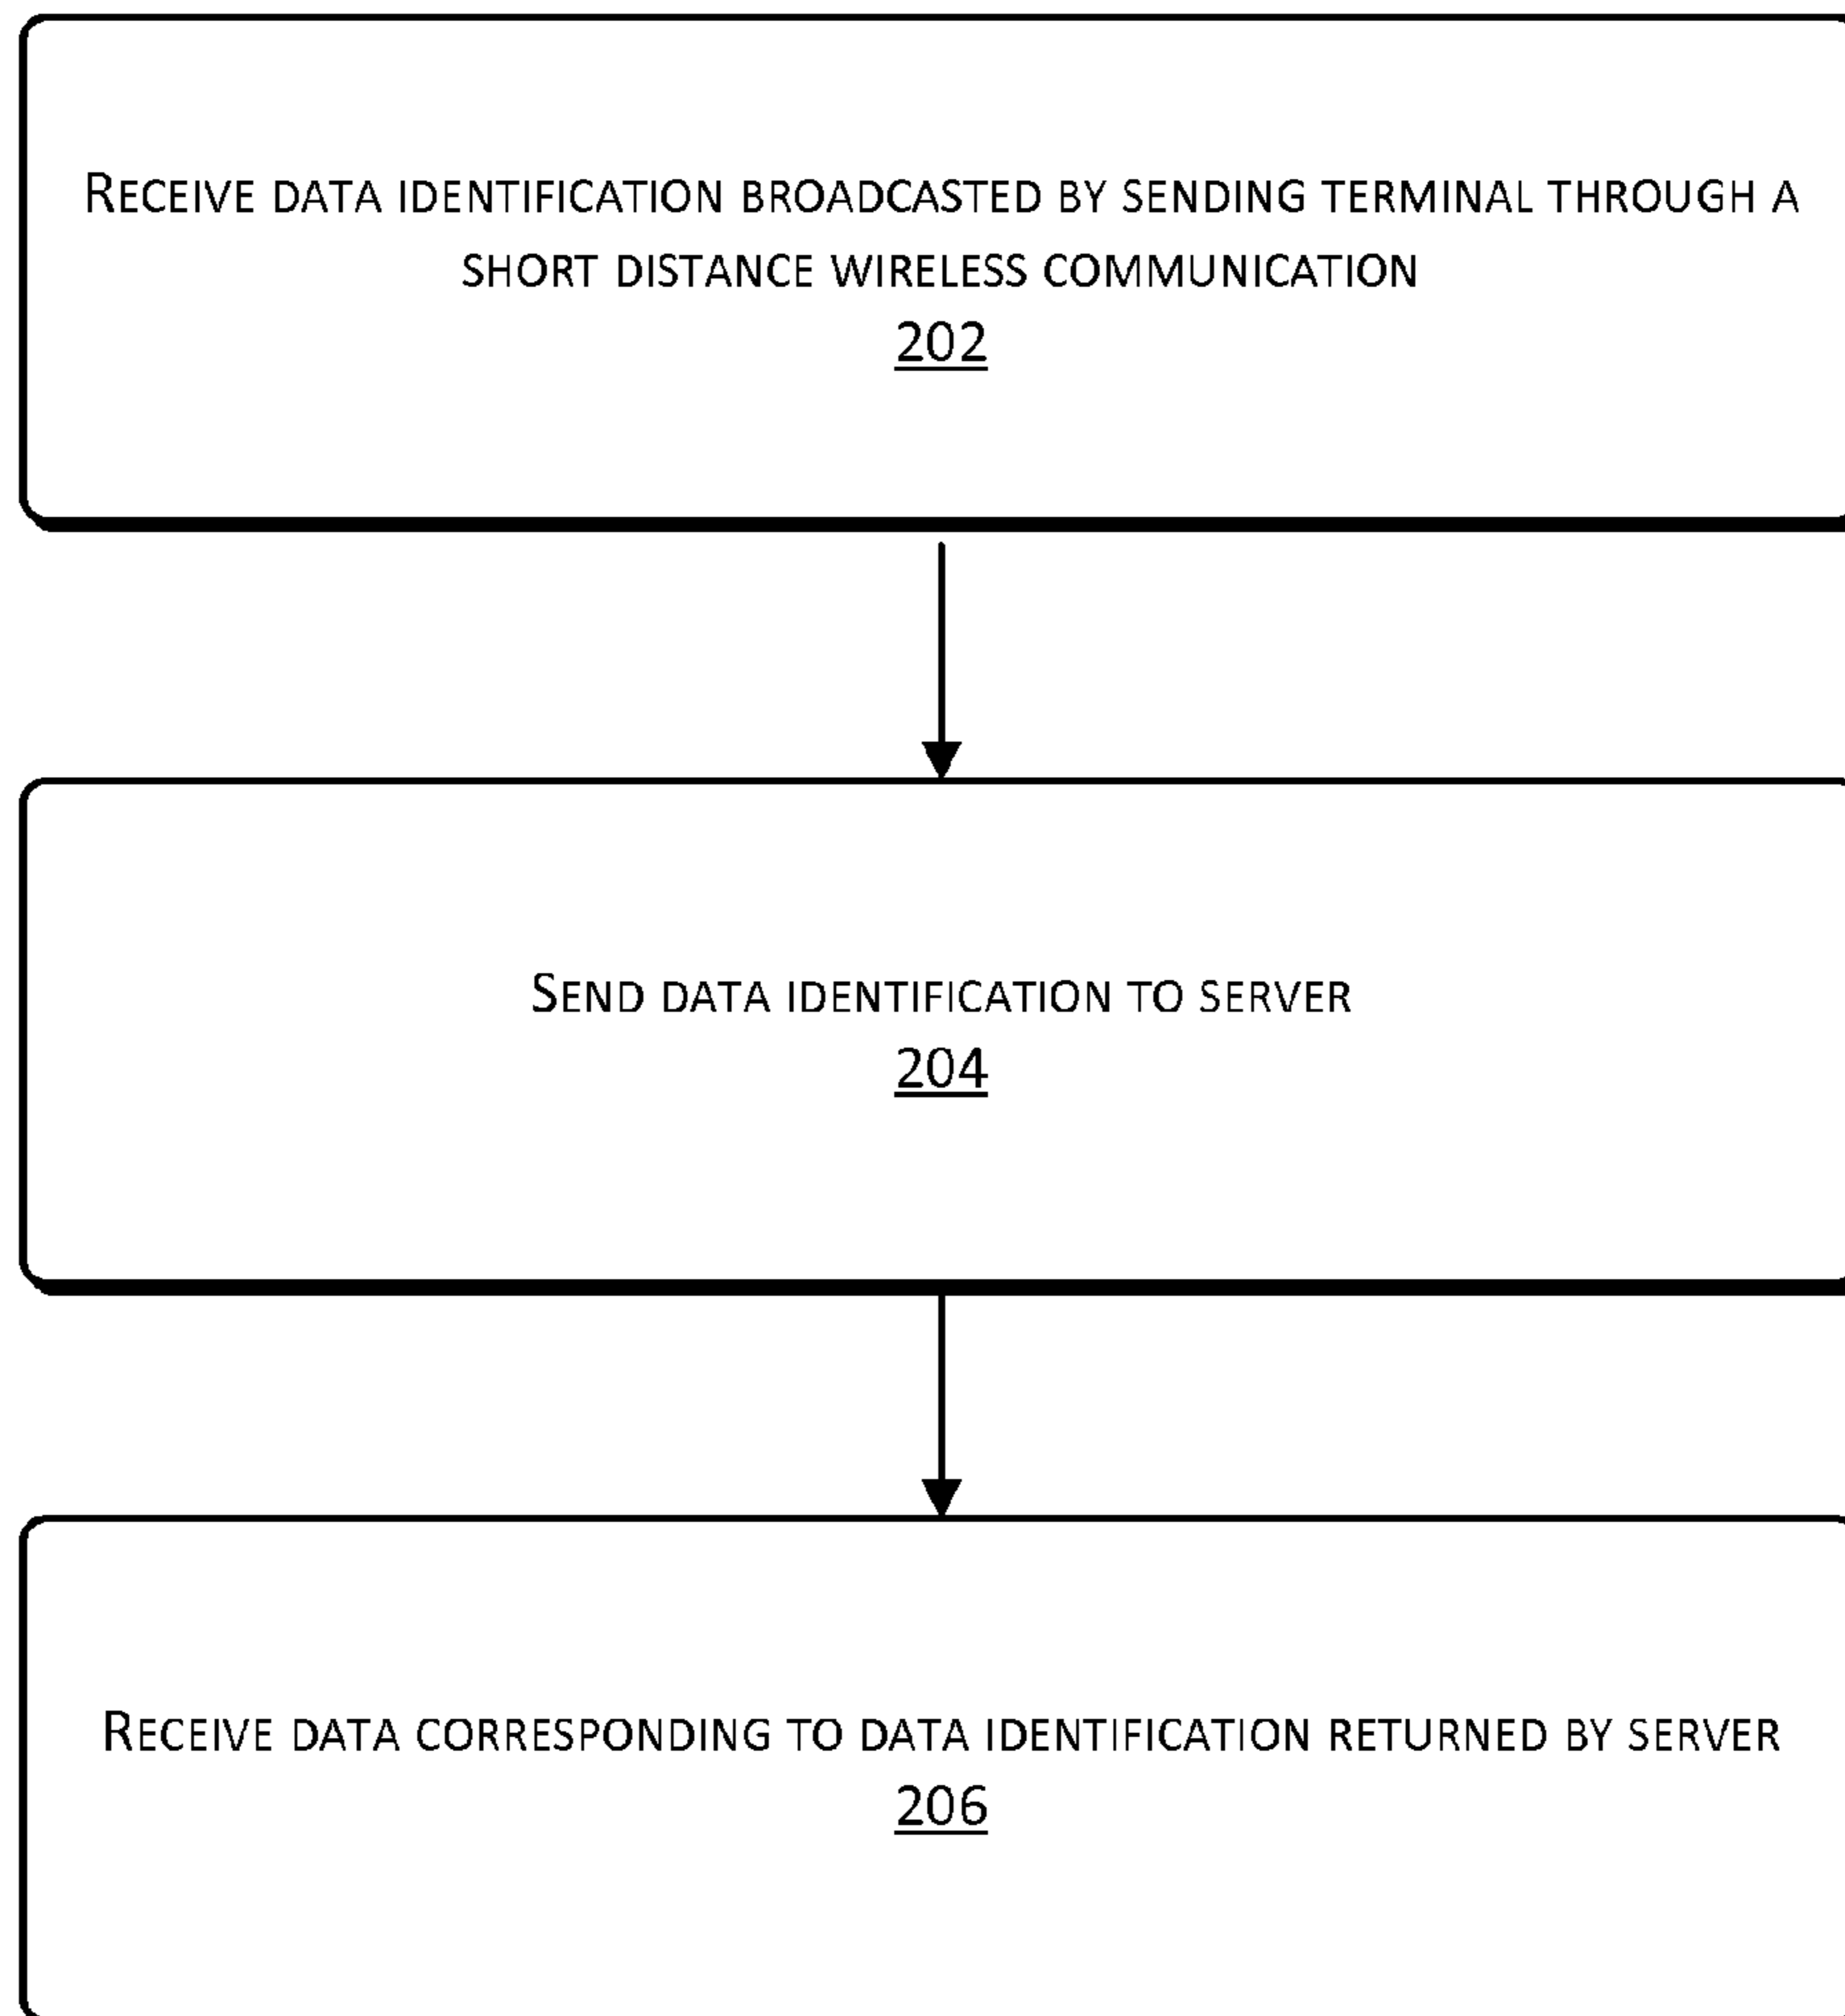 RECEIVE DATA IDENTIFICATION BROADCASTED BY SENDING TERMINAL THROUGH A
SHORT DISTANCE WIRELESS COMMUNICATION
202
SEND DATA IDENTIFICATION TO SERVER
204
RECEIVE DATA CORRESPONDING TO DATA IDENTIFICATION RETURNED BY SERVER
206